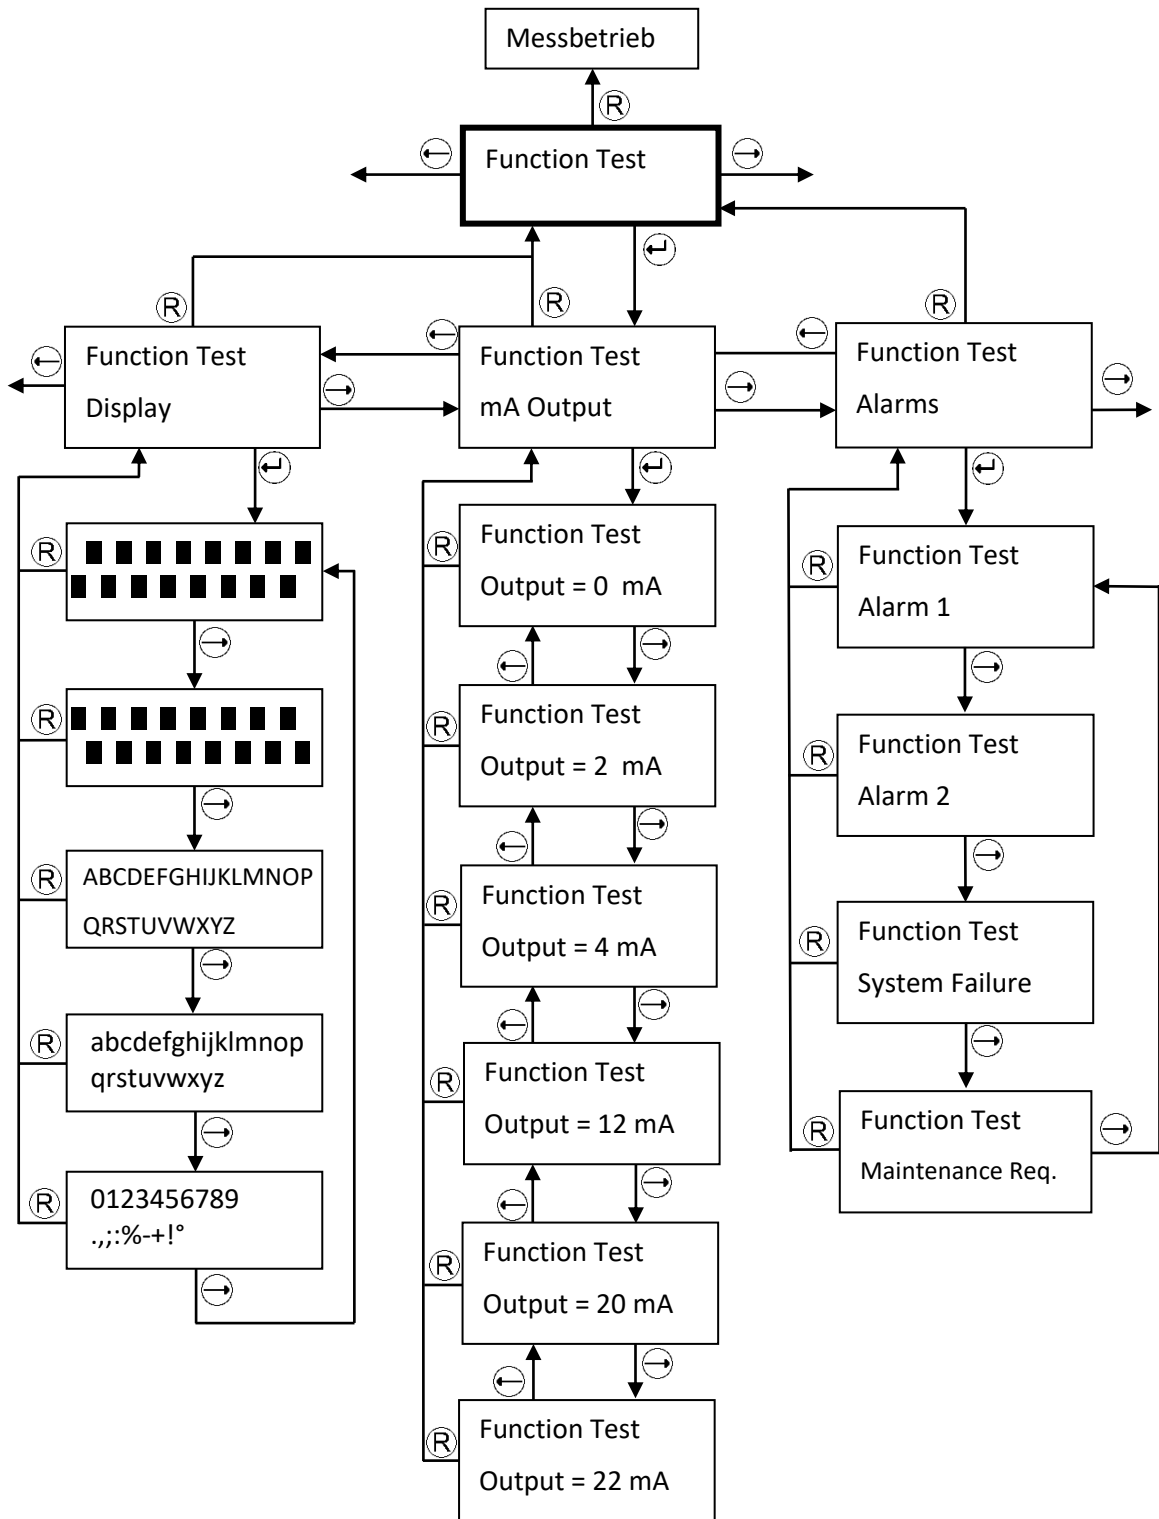 Messbetrieb
R
Function Test
R
R
R
Function Test
Display
Function Test
mA Output
Function Test
Alarms
R
R
ABCDEFGHIJKLMNOP
QRSTUVWXYZ
R
abcdefghijklmnop
qrstuvwxyz
R
0123456789
.,;:%-+!°
R
Function Test
Output = 0 mA
R
Function Test
Output = 2 mA
R
Function Test
Output = 4 mA
R
Function Test
Output = 12 mA
R
Function Test
Output = 20 mA
R
Function Test
Output = 22 mA
R
Function Test
Alarm 1
R
Function Test
Alarm 2
R
Function Test
System Failure
R
Function Test
Maintenance Req.
R